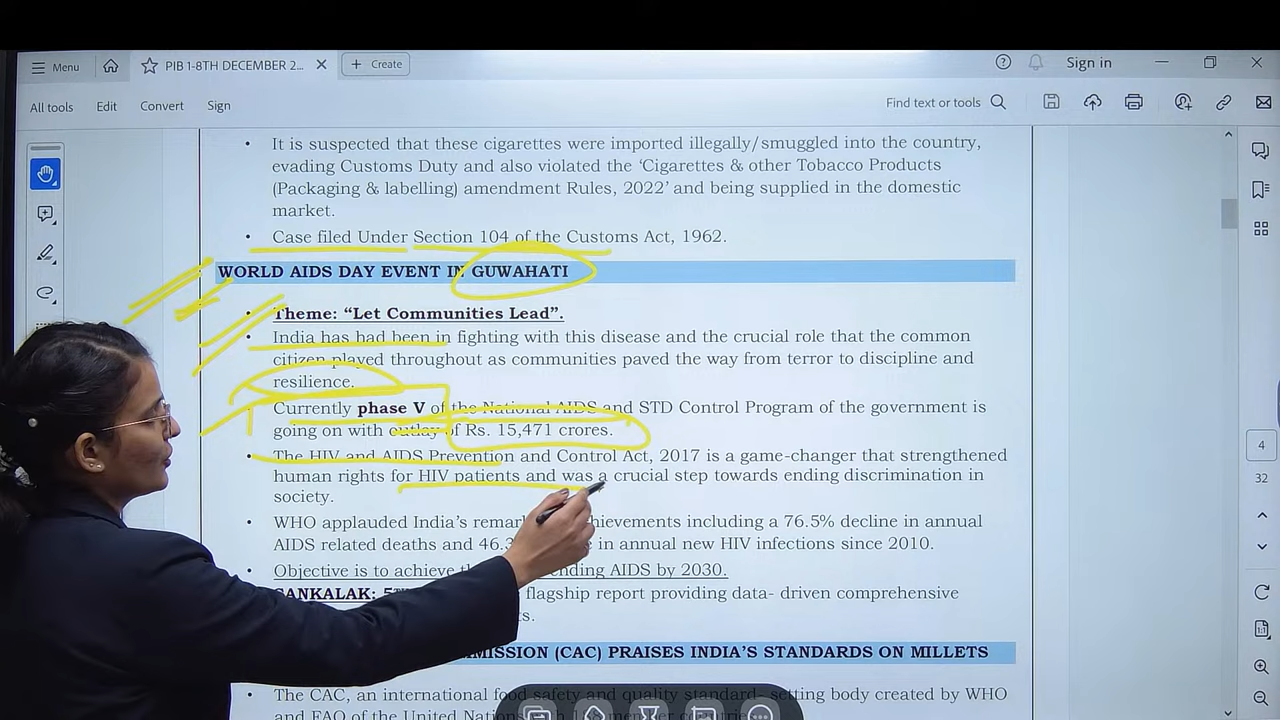 Menu
PIB 1-8TH DECEMBER 2...
Create
Sign in
All tools Edit Convert Sign
Find text or tools
• It is suspected that these cigarettes were imported illegally/smuggled into the country,
evading Customs Duty and also violated the ‘Cigarettes & other Tobacco Products
(Packaging & labelling) amendment Rules, 2022’ and being supplied in the domestic
market.
• Case filed Under Section 104 of the Customs Act, 1962.
WORLD AIDS DAY EVENT IN GUWAHATI
• Theme: “Let Communities Lead”.
• India has had been in fighting with this disease and the crucial role that the common
citizen played throughout as communities paved the way from terror to discipline and
resilience.
• Currently phase V of the National AIDS and STD Control Program of the government is
going on with outlay of Rs. 15,471 crores.
• The HIV and AIDS Prevention and Control Act, 2017 is a game-changer that strengthened
human rights for HIV patients and was a crucial step towards ending discrimination in
society.
• WHO applauded India’s including a 76.5% decline in annual
AIDS related deaths and in annual new HIV infections since 2010.
• Objective is to achieve ending AIDS by 2030.
flagship report providing data- driven comprehensive
(CAC) PRAISES INDIA’S STANDARDS ON MILLETS
• The CAC, an international food safety and quality standard- setting body created by WHO
and FAO of the United
4
32